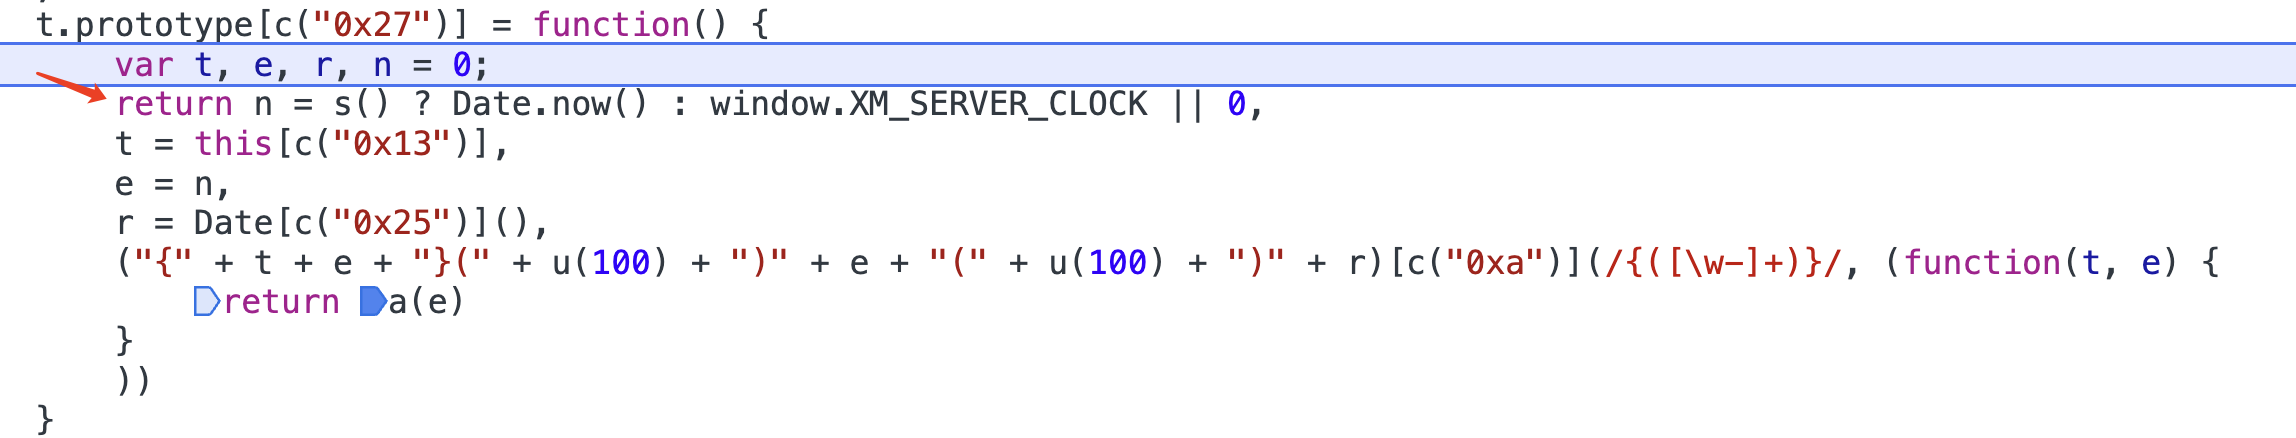 t.prototype[c("0x27")] = function() {
var t, e, r, n = 0;
return n = s() ? Date.now() : window.XM_SERVER_CLOCK || 0,
t = this[c("0x13")],
e = n,
r = Date[c("0x25")](),
("{" + t + e + "}(" + u(100) + ")" + e + "(" + u(100) + ")" + r)[c("0xa")](/{([\w-]+)}/, (function(t, e) {
return a(e)
}
))
}